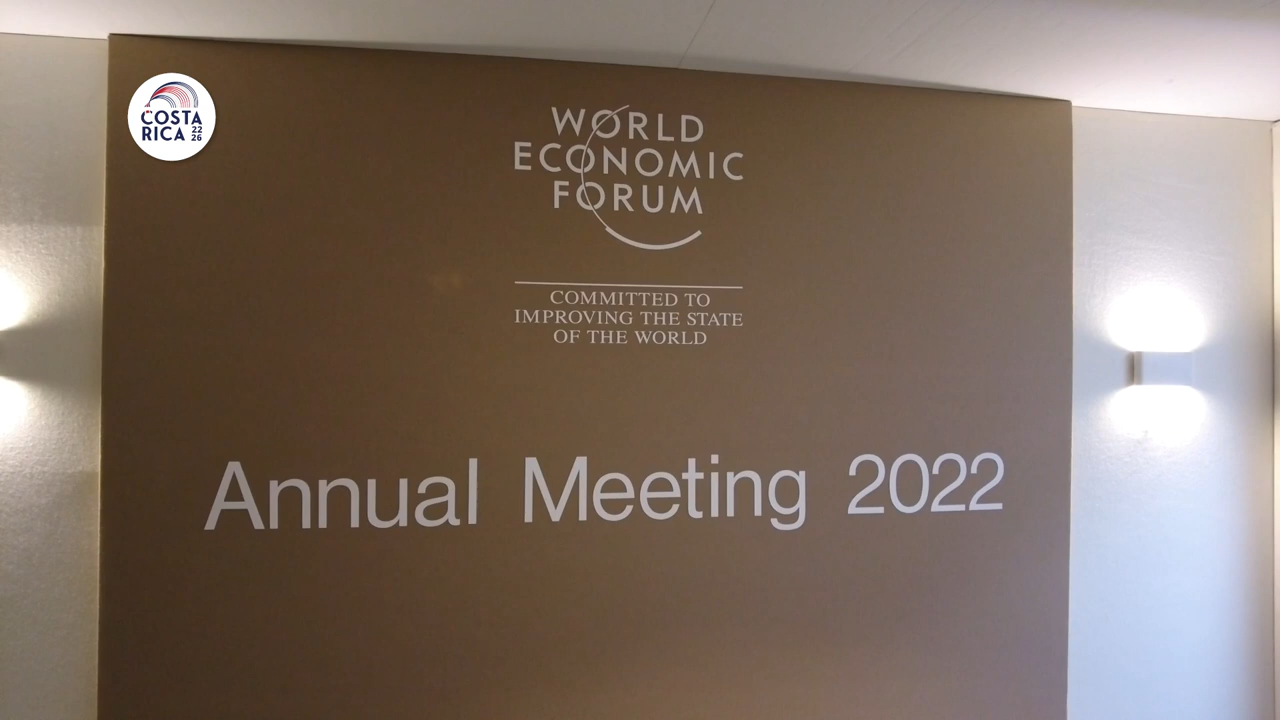 COSTA
RICA 22
26
WORLD
ECONOMIC
FORUM
COMMITTED TO
IMPROVING THE STATE
OF THE WORLD
Annual Meeting 2022